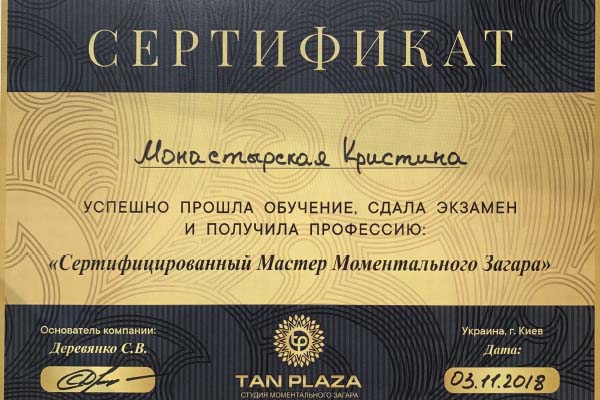 СЕРТИФИКАТ
Монастырская Кристина
УСПЕШНО ПРОШЛА ОБУЧЕНИЕ, СДАЛА ЭКЗАМЕН
И ПОЛУЧИЛА ПРОФЕССИЮ:
«Сертифицированный Мастер Моментального Загара»
Основатель компании:
Деревянко С.В.
TAN PLAZA
СТУДИЯ МОМЕНТАЛЬНОГО ЗАГАРА
Украина, г. Киев
Дата:
03.11.2018